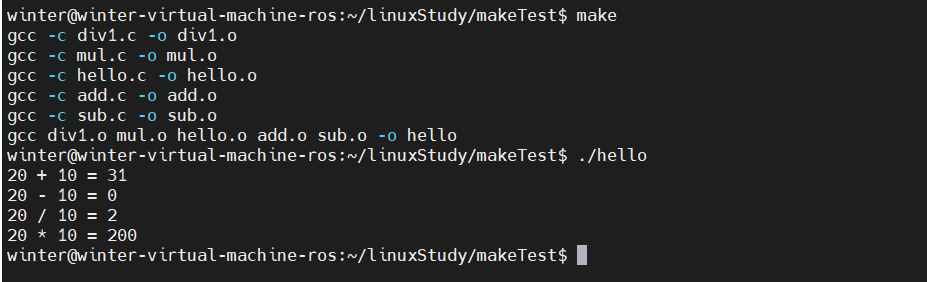 winter@winter-virtual-machine-ros:~/linuxStudy/makeTest$ make
gcc -c div1.c -o div1.o
gcc -c mul.c -o mul.o
gcc -c hello.c -o hello.o
gcc -c add.c -o add.o
gcc -c sub.c -o sub.o
gcc div1.o mul.o hello.o add.o sub.o -o hello
winter@winter-virtual-machine-ros:~/linuxStudy/makeTest$ ./hello
20 + 10 = 31
20 - 10 = 0
20 / 10 = 2
20 * 10 = 200
winter@winter-virtual-machine-ros:~/linuxStudy/makeTest$